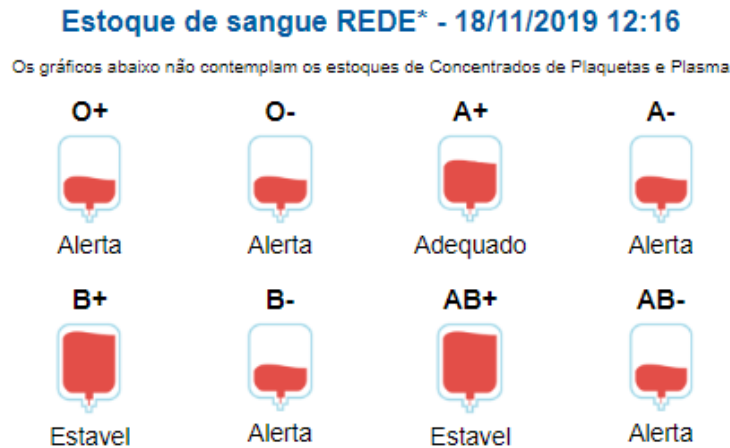 Estoque de sangue REDE* - 18/11/2019 12:16
Os gráficos abaixo não contemplam os estoques de Concentrados de Plaquetas e Plasma
O+ O- A+ A-
Alerta Alerta Adequado Alerta
B+ B- AB+ AB-
Estavel Alerta Estavel Alerta